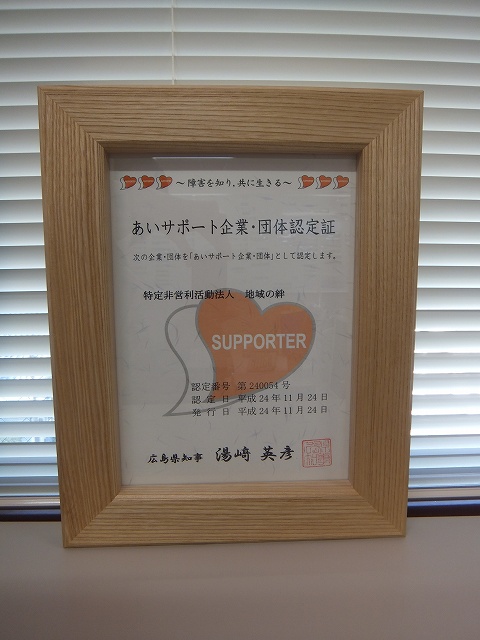 ～障害を知り、共に生きる～
あいサポート企業・団体認定証
次の企業・団体を「あいサポート企業・団体」として認定します。
特定非営利活動法人 地域の絆
SUPPORTER
認定番号 第240054号
認定日 平成24年11月24日
発行日 平成24年11月24日
広島県知事 湯﨑 英彦